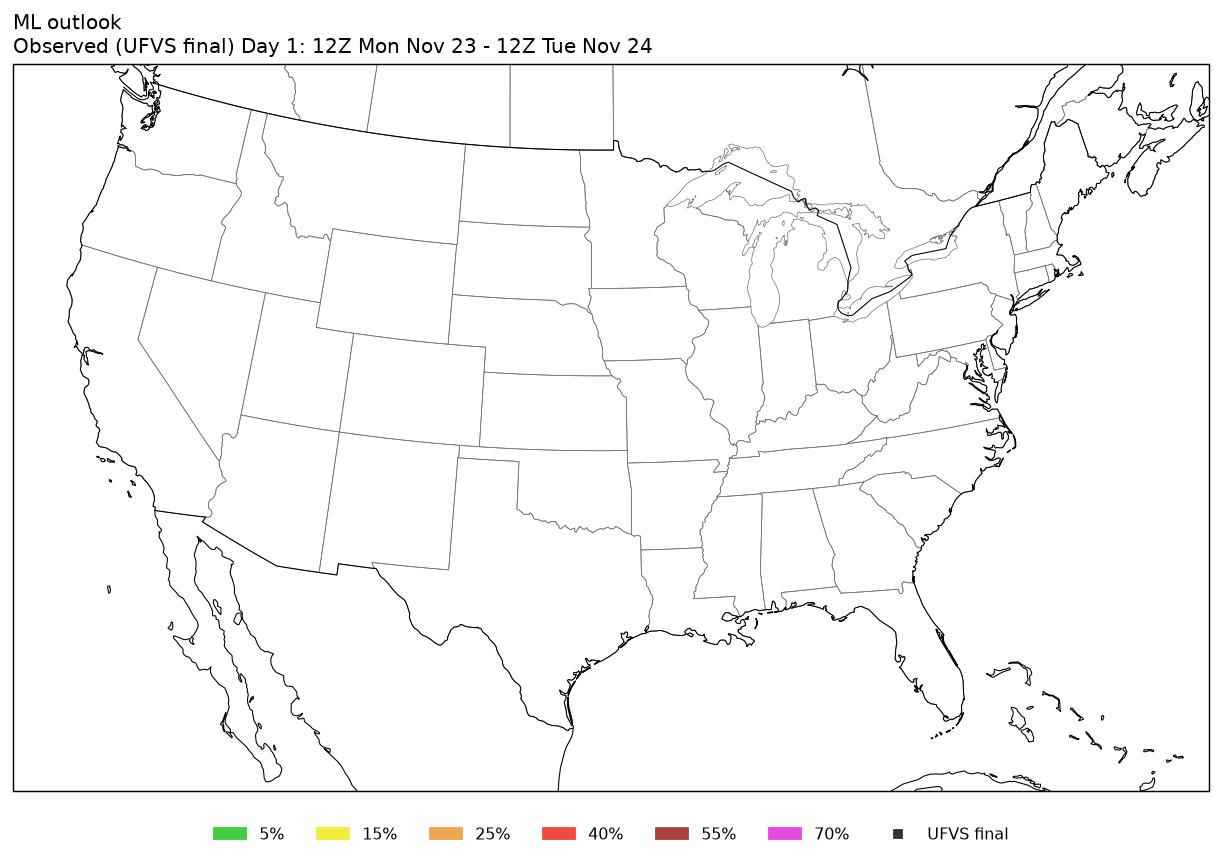 ML outlook
Observed (UFVS final) Day 1: 12Z Mon Nov 23 - 12Z Tue Nov 24
5% 15% 25% 40% 55% 70% UFVS final